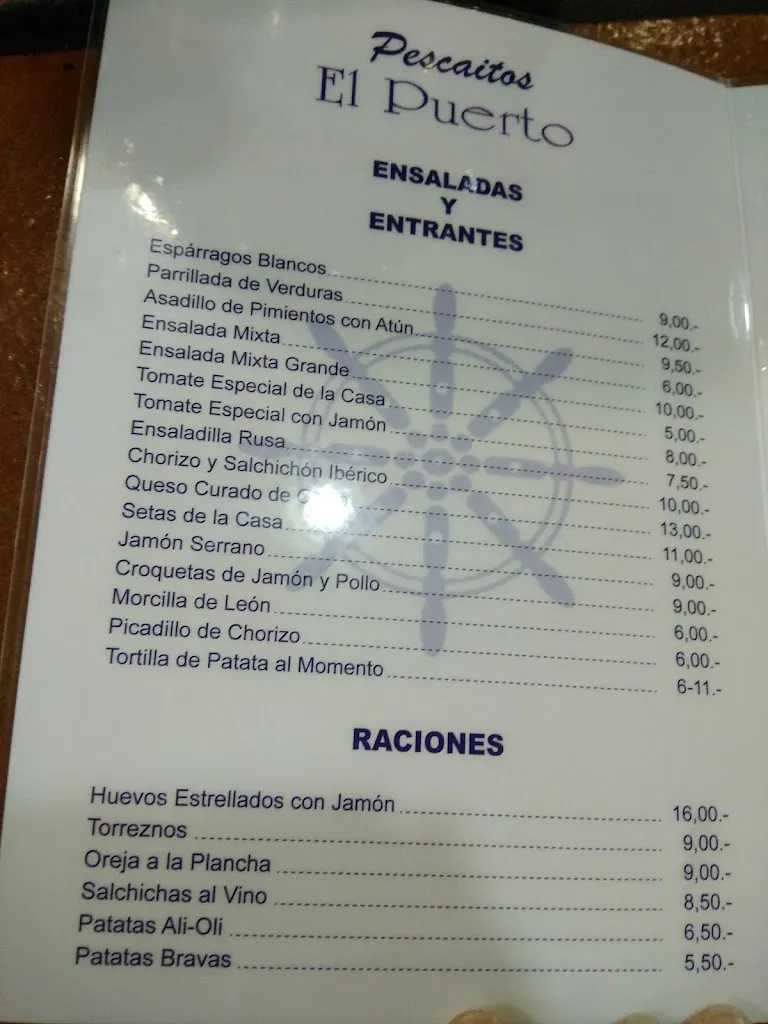 Pescaitos
El Puerto
ENSALADAS
Y
ENTRANTES
Espárragos Blancos 9,00.-
Parrillada de Verduras 12,00.-
Asadillo de Pimientos con Atún 9,50.-
Ensalada Mixta 6,00.-
Ensalada Mixta Grande 10,00.-
Tomate Especial de la Casa 5,00.-
Tomate Especial con Jamón 8,00.-
Ensaladilla Rusa 7,50.-
Chorizo y Salchichón Ibérico 10,00.-
Queso Curado de 13,00.-
Setas de la Casa 11,00.-
Jamón Serrano 9,00.-
Croquetas de Jamón y Pollo 9,00.-
Morcilla de León 6,00.-
Picadillo de Chorizo 6,00.-
Tortilla de Patata al Momento 6-11.-
RACIONES
Huevos Estrellados con Jamón 16,00.-
Torreznos 9,00.-
Oreja a la Plancha 9,00.-
Salchichas al Vino 8,50.-
Patatas Ali-Oli 6,50.-
Patatas Bravas 5,50.-